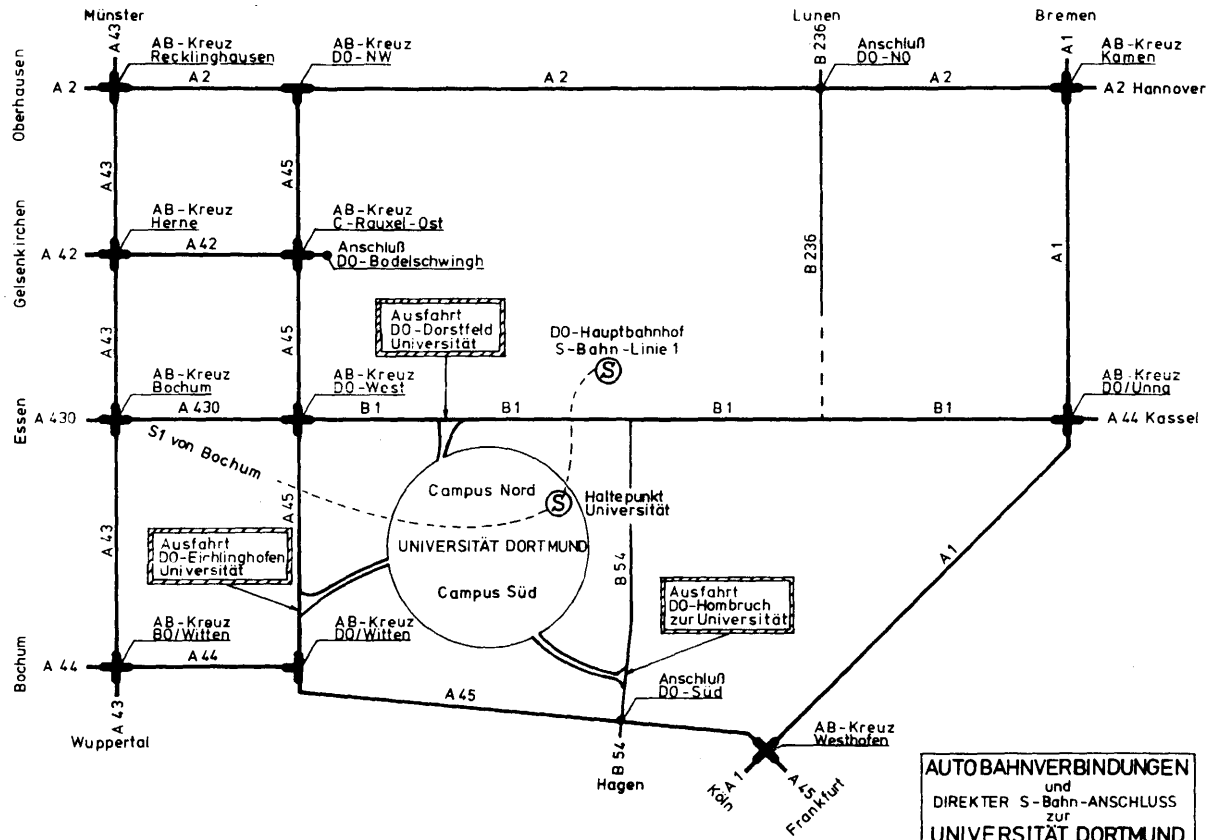 Münster
Lunen
Bremen
A 43
B 236
A 1
AB-Kreuz
Recklinghausen
AB-Kreuz
DO-NW
Anschluß
DO-NO
AB-Kreuz
Kamen
Oberhausen
A 2
A 2
A 2
A 2
A 2 Hannover
A 43
A 45
AB-Kreuz
Herne
AB-Kreuz
C-Rauxel-Ost
Gelsenkirchen
A 42
A 42
Anschluß
DO-Bodelschwingh
B 236
A 1
Ausfahrt
DO-Dorstfeld
Universität
DO-Hauptbahnhof
S-Bahn-Linie 1
S
A 43
A 45
AB-Kreuz
Bochum
AB-Kreuz
DO-West
AB-Kreuz
DO/Unna
Essen
A 430
A 430
B 1
B 1
B 1
B 1
A 44 Kassel
S1 von Bochum
Campus Nord
S
Haltepunkt
Universität
A 43
A 45
Ausfahrt
DO-Eichlinghofen
Universität
UNIVERSITÄT DORTMUND
Campus Süd
B 54
A 1
Ausfahrt
DO-Hombruch
zur Universität
AB-Kreuz
BO/Witten
AB-Kreuz
DO/Witten
Bochum
A 44
A 44
A 45
Anschluß
DO-Süd
A 43
Wuppertal
B 54
Hagen
AB-Kreuz
Westhofen
A 1
Köln
A 45
Frankfurt
AUTOBAHNVERBINDUNGEN
und
DIREKTER S-Bahn-ANSCHLUSS
zur
UNIVERSITÄT DORTMUND